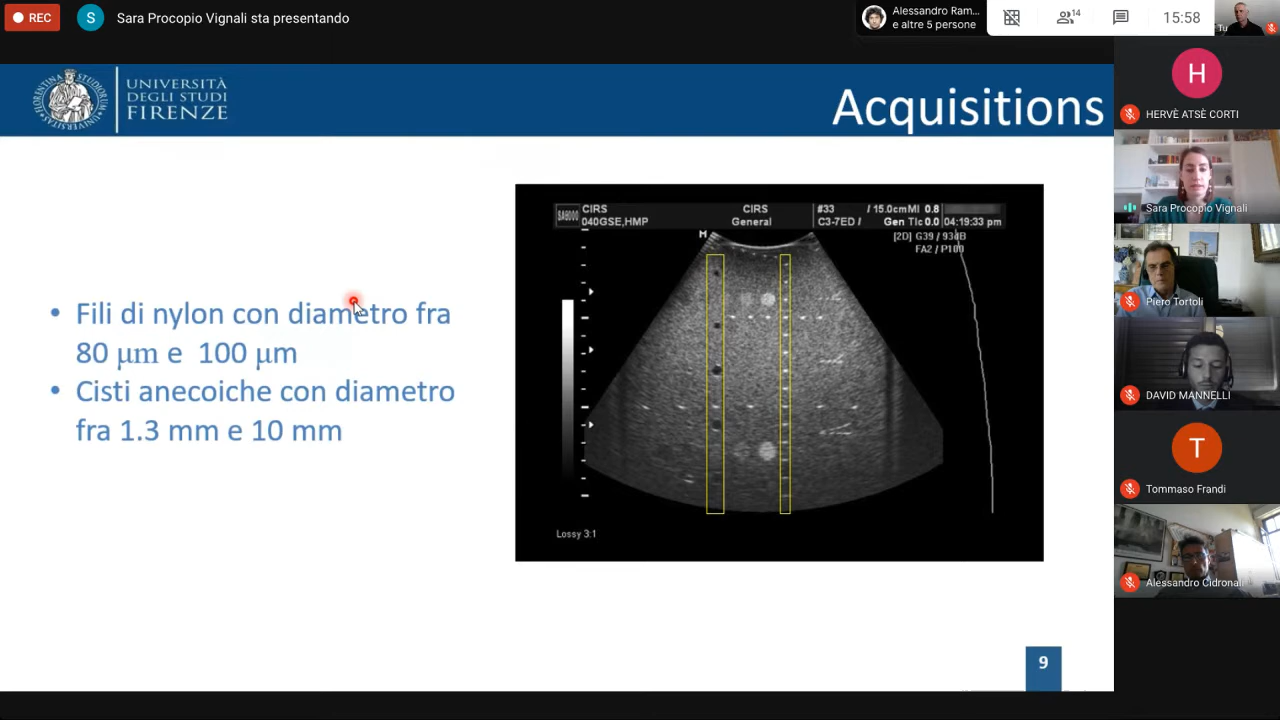 REC
S
Sara Procopio Vignali sta presentando
Alessandro Ram...
e altre 5 persone
14
15:58
Tu
UNIVERSITÀ
DEGLI STUDI
FIRENZE
Acquisitions
• Fili di nylon con diametro fra
80 μm e 100 μm
• Cisti anecoiche con diametro
fra 1.3 mm e 10 mm
SA8000
CIRS
040GSE,HMP
CIRS
General
#33 / 15.0cm MI 0.8
C3-7ED / Gen TIc 0.0
04:19:33 pm
[2D] G39 / 93dB
FA2 / P100
M
Lossy 3:1
9
H
HERVÈ ATSÈ CORTI
Sara Procopio Vignali
Piero Tortoli
DAVID MANNELLI
T
Tommaso Frandi
Alessandro Cidronali